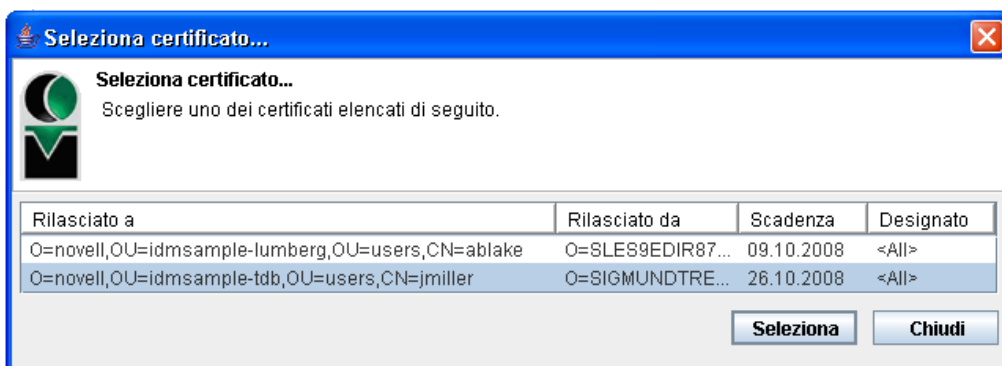 Seleziona certificato...
Seleziona certificato...
Scegliere uno dei certificati elencati di seguito.
Rilasciato a Rilasciato da Scadenza Designato
O=novell,OU=idmsample-lumberg,OU=users,CN=ablake O=SLES9EDIR87... 09.10.2008 <All>
O=novell,OU=idmsample-tdb,OU=users,CN=jmiller O=SIGMUNDTRE... 26.10.2008 <All>
Seleziona Chiudi